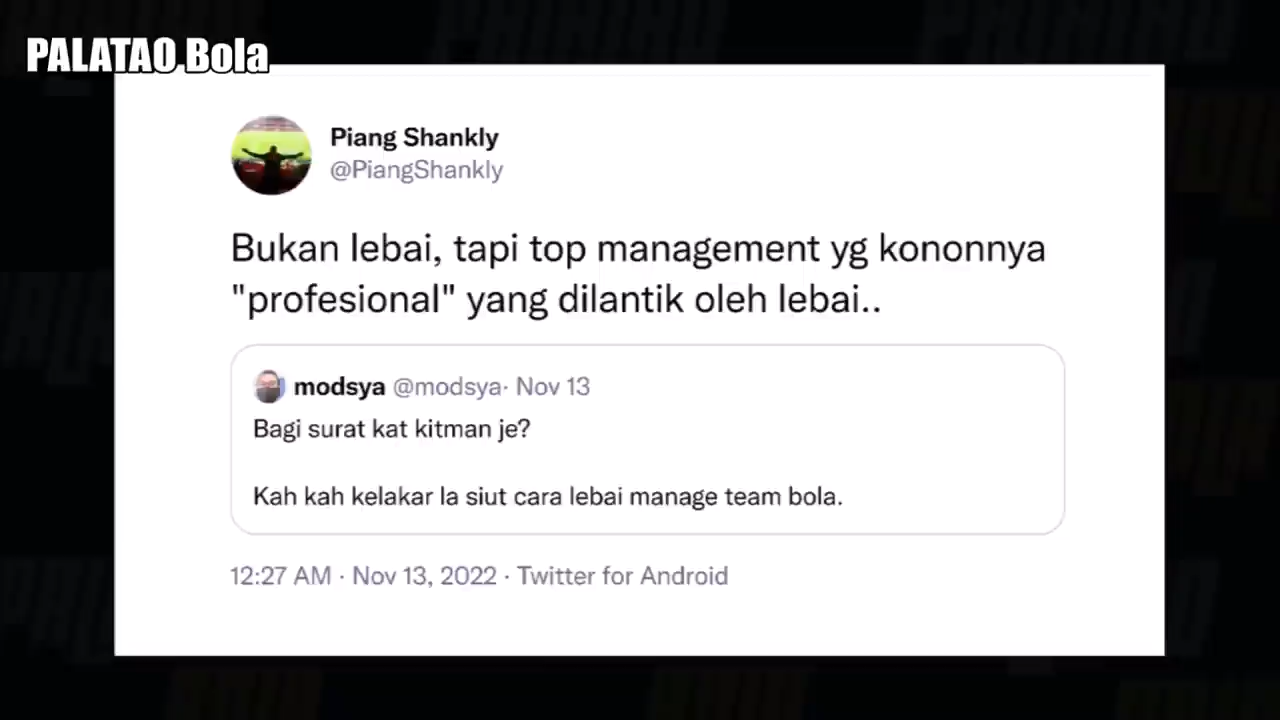 PALATAO Bola
Piang Shankly
@PiangShankly
Bukan lebai, tapi top management yg kononnya
"profesional" yang dilantik oleh lebai..
modsya @modsya· Nov 13
Bagi surat kat kitman je?
Kah kah kelakar la siut cara lebai manage team bola.
12:27 AM · Nov 13, 2022 · Twitter for Android